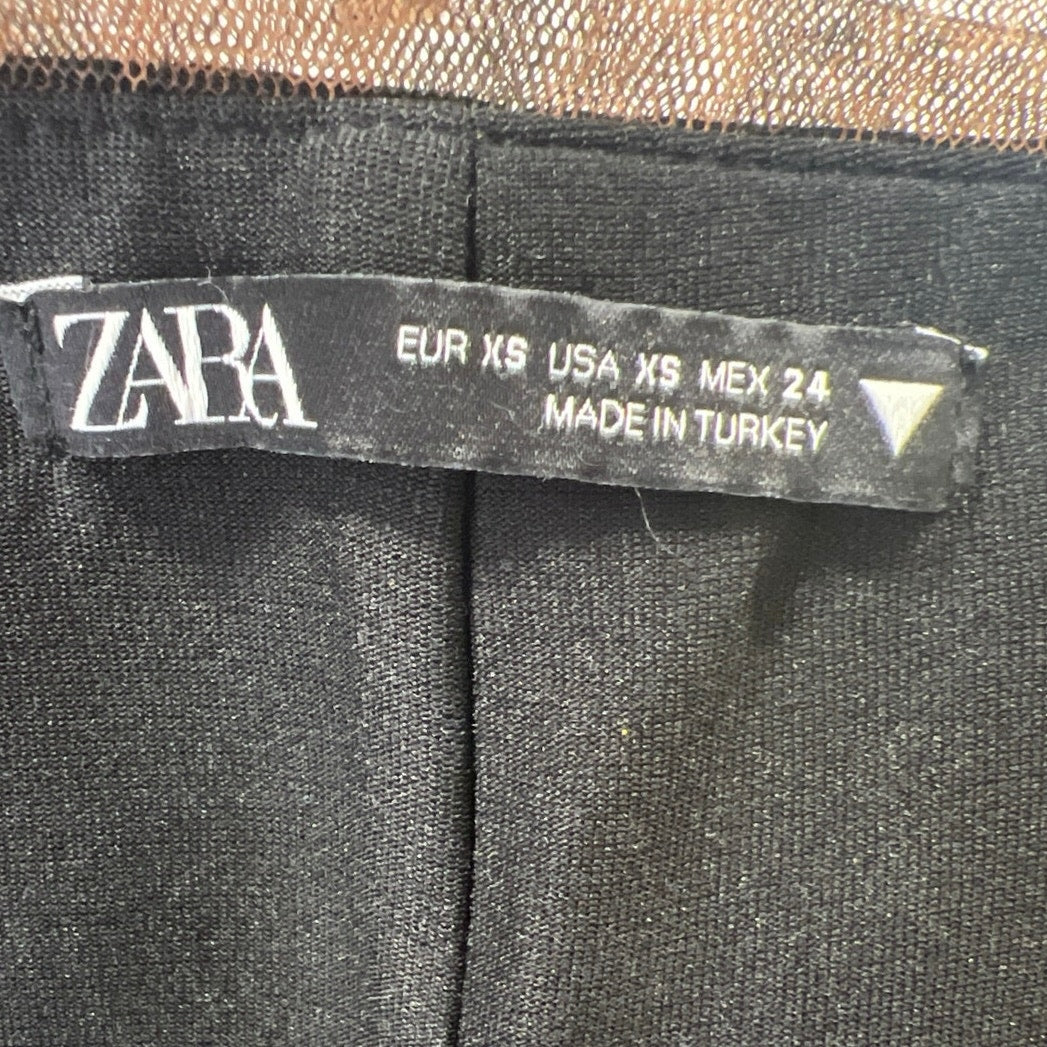 ZARA
EUR XS USA XS MEX 24
MADE IN TURKEY